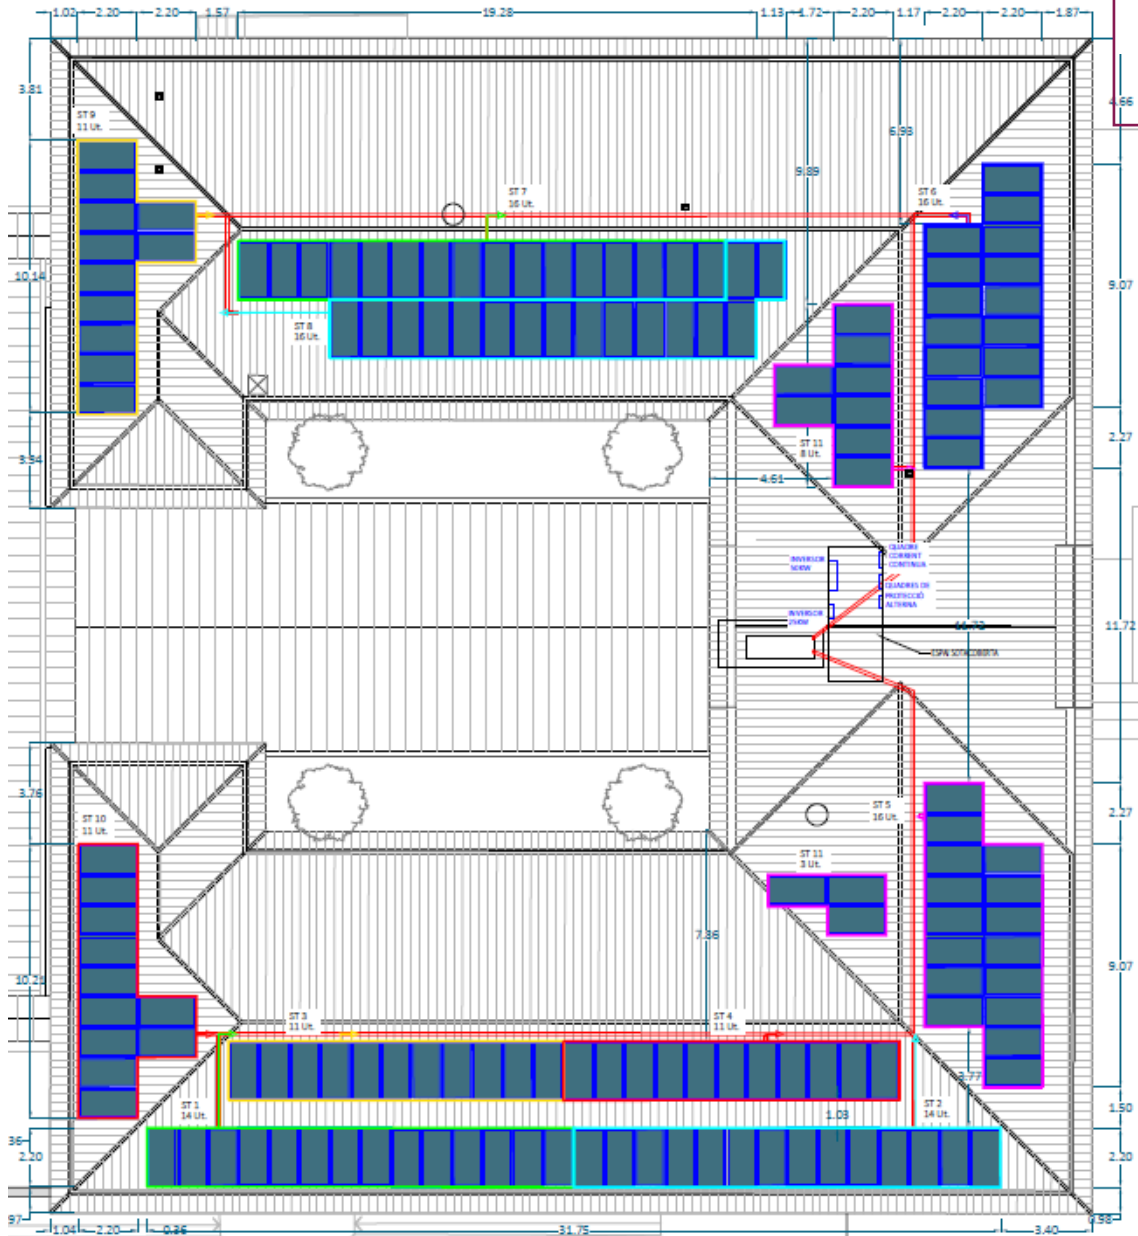 1.02 2.20 2.20 1.57 19.28 1.13 1.72 2.20 1.17 2.20 2.20 1.87
3.81
4.66
ST 9
11 Ut.
6.93
9.89
ST 7
16 Ut.
ST 6
16 Ut.
10.14
9.07
ST 8
16 Ut.
ST 11
8 Ut.
2.27
3.94
4.61
INVERSOR
50KW
QUADRE
CORRENT
CONTINUA
QUADRES DE
PROTECCIÓ
ALTERNA
INVERSOR
11.72
11.72
ESPAI SOTACOBERTA
3.76
2.27
ST 10
11 Ut.
ST 5
16 Ut.
ST 11
3 Ut.
7.36
9.07
10.21
ST 3
11 Ut.
ST 4
11 Ut.
3.77
ST 1
14 Ut.
1.03
ST 2
14 Ut.
1.50
36
2.20
2.20
97
0.98
1.04 2.20 0.36 31.75 3.40